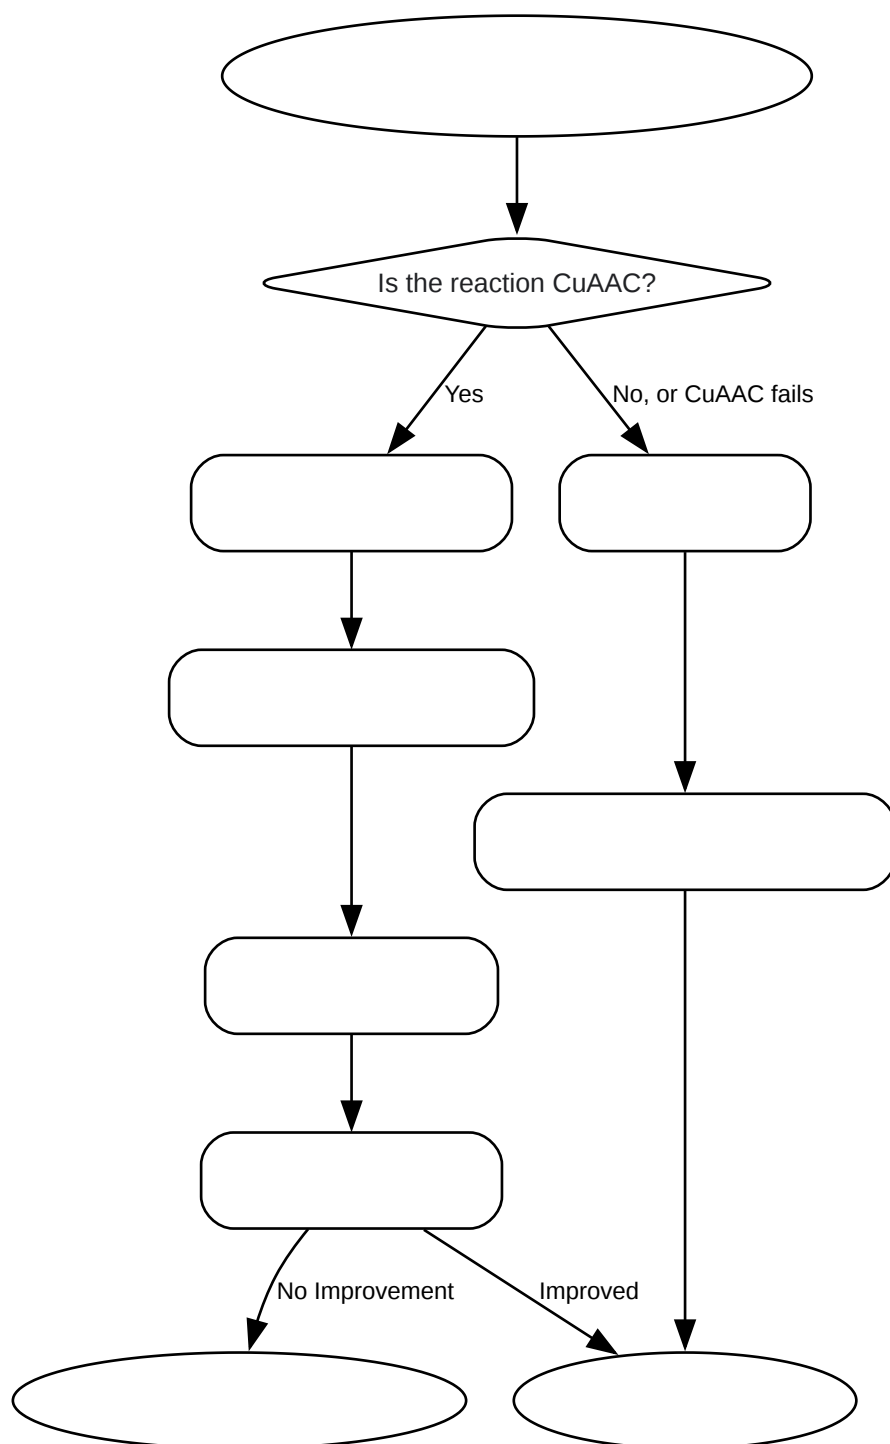 Is the reaction CuAAC?
Yes
No, or CuAAC fails
No Improvement
Improved